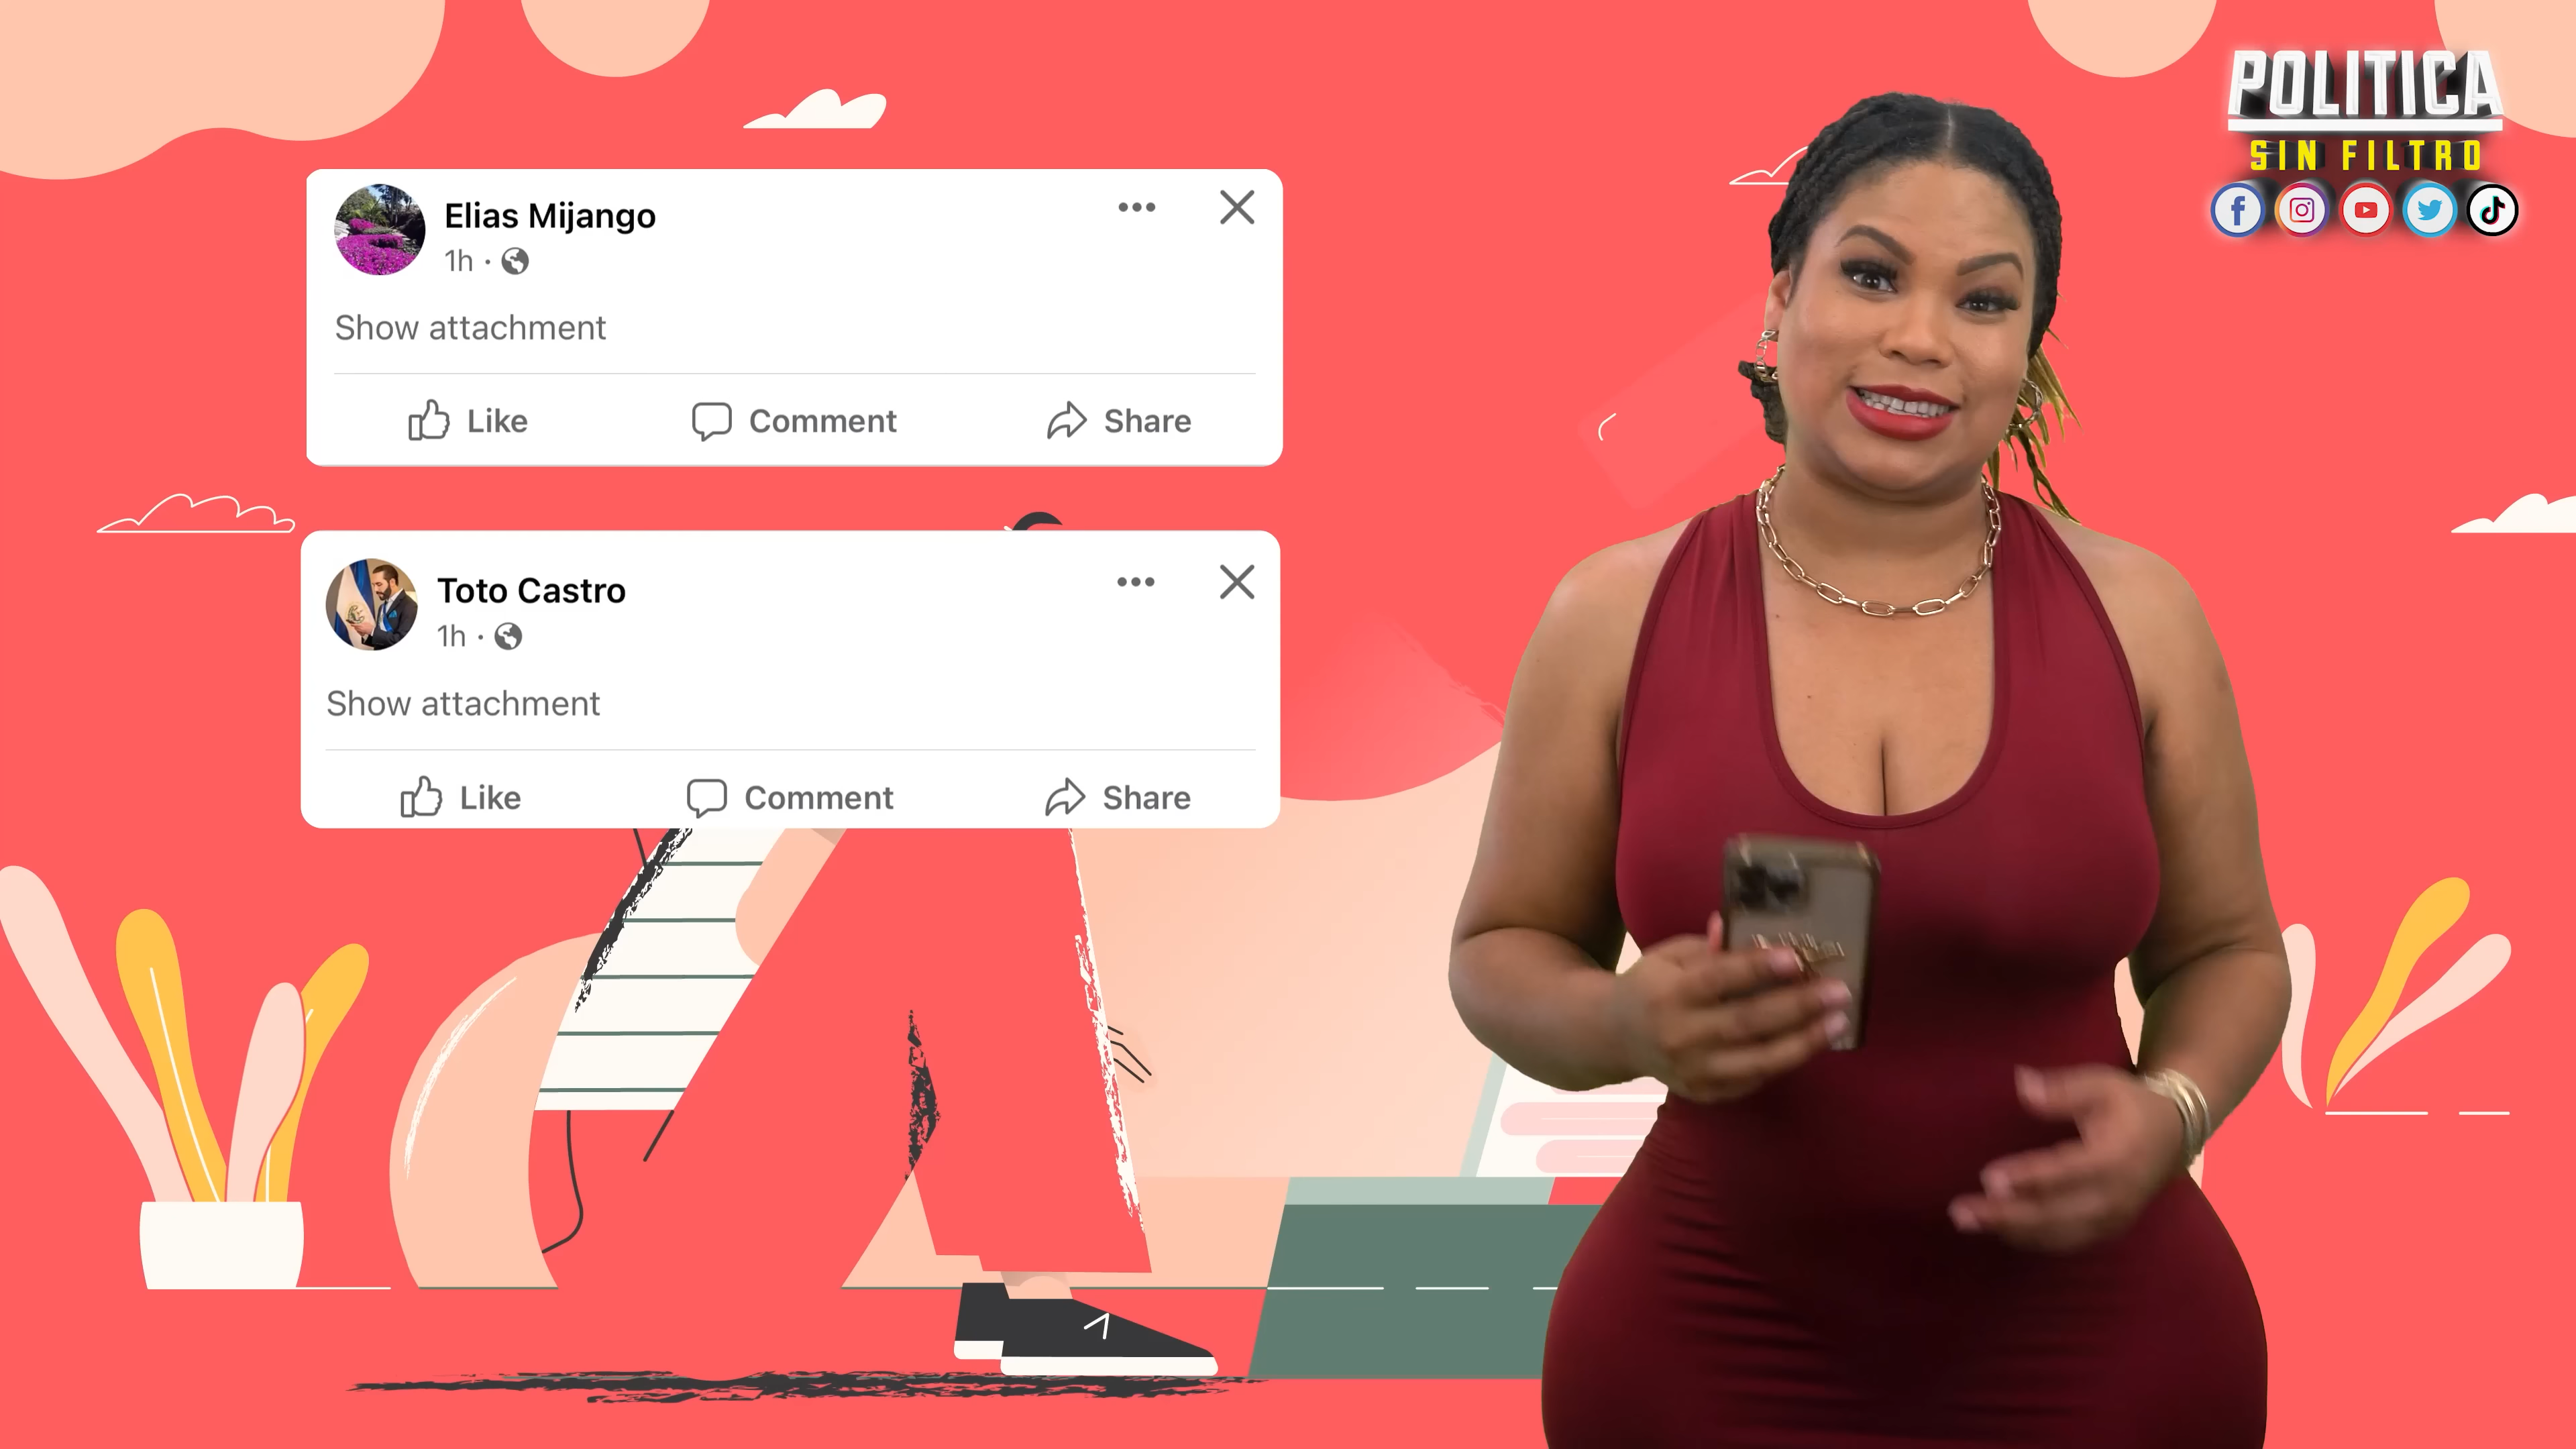 POLITICA
SIN FILTRO
Elias Mijango
1h ·
Show attachment
Like Comment Share
Toto Castro
1h ·
Show attachment
Like Comment Share